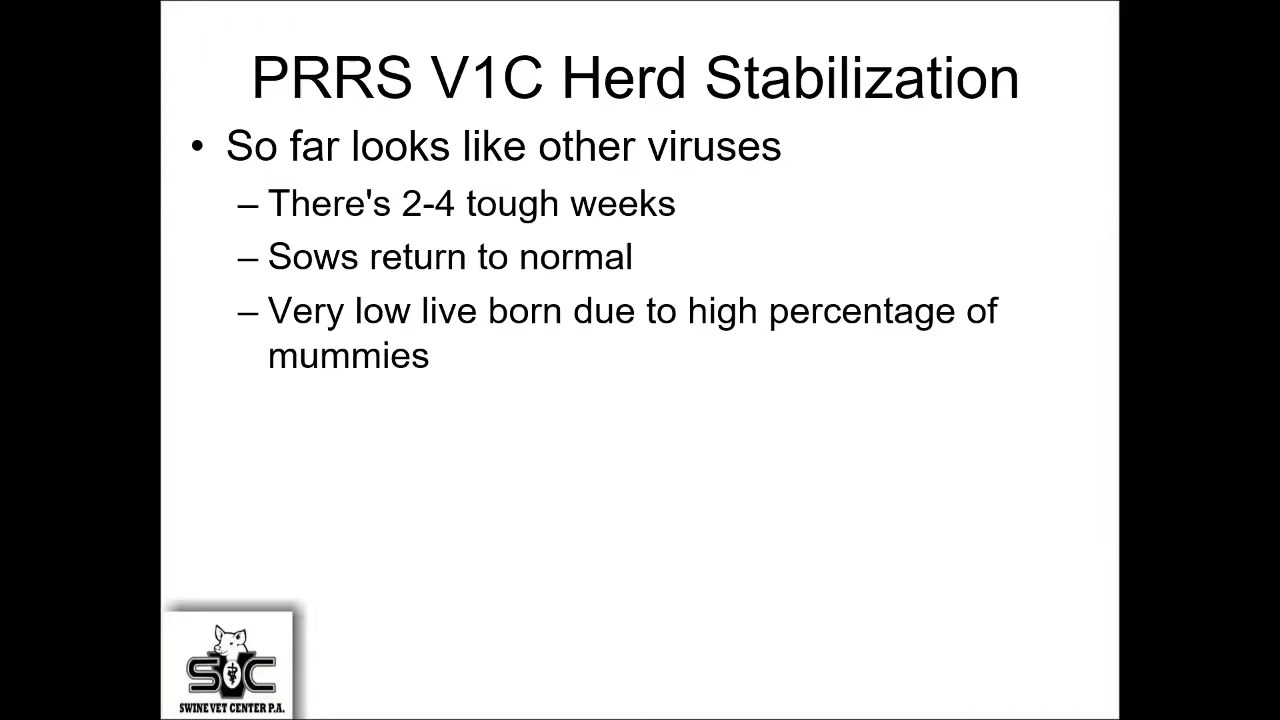 PRRS V1C Herd Stabilization
• So far looks like other viruses
– There's 2-4 tough weeks
– Sows return to normal
– Very low live born due to high percentage of
mummies
SVC
SWINE VET CENTER P.A.